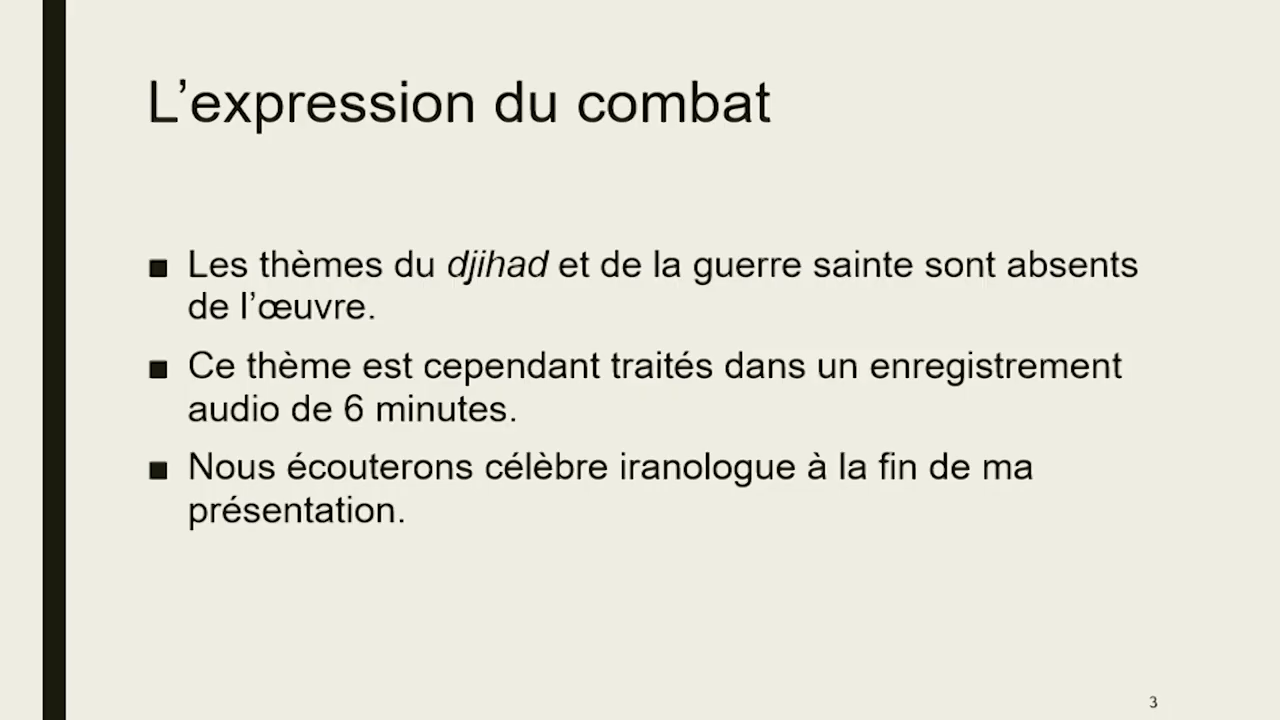 L’expression du combat
■ Les thèmes du djihad et de la guerre sainte sont absents
de l’œuvre.
■ Ce thème est cependant traités dans un enregistrement
audio de 6 minutes.
■ Nous écouterons célèbre iranologue à la fin de ma
présentation.
3